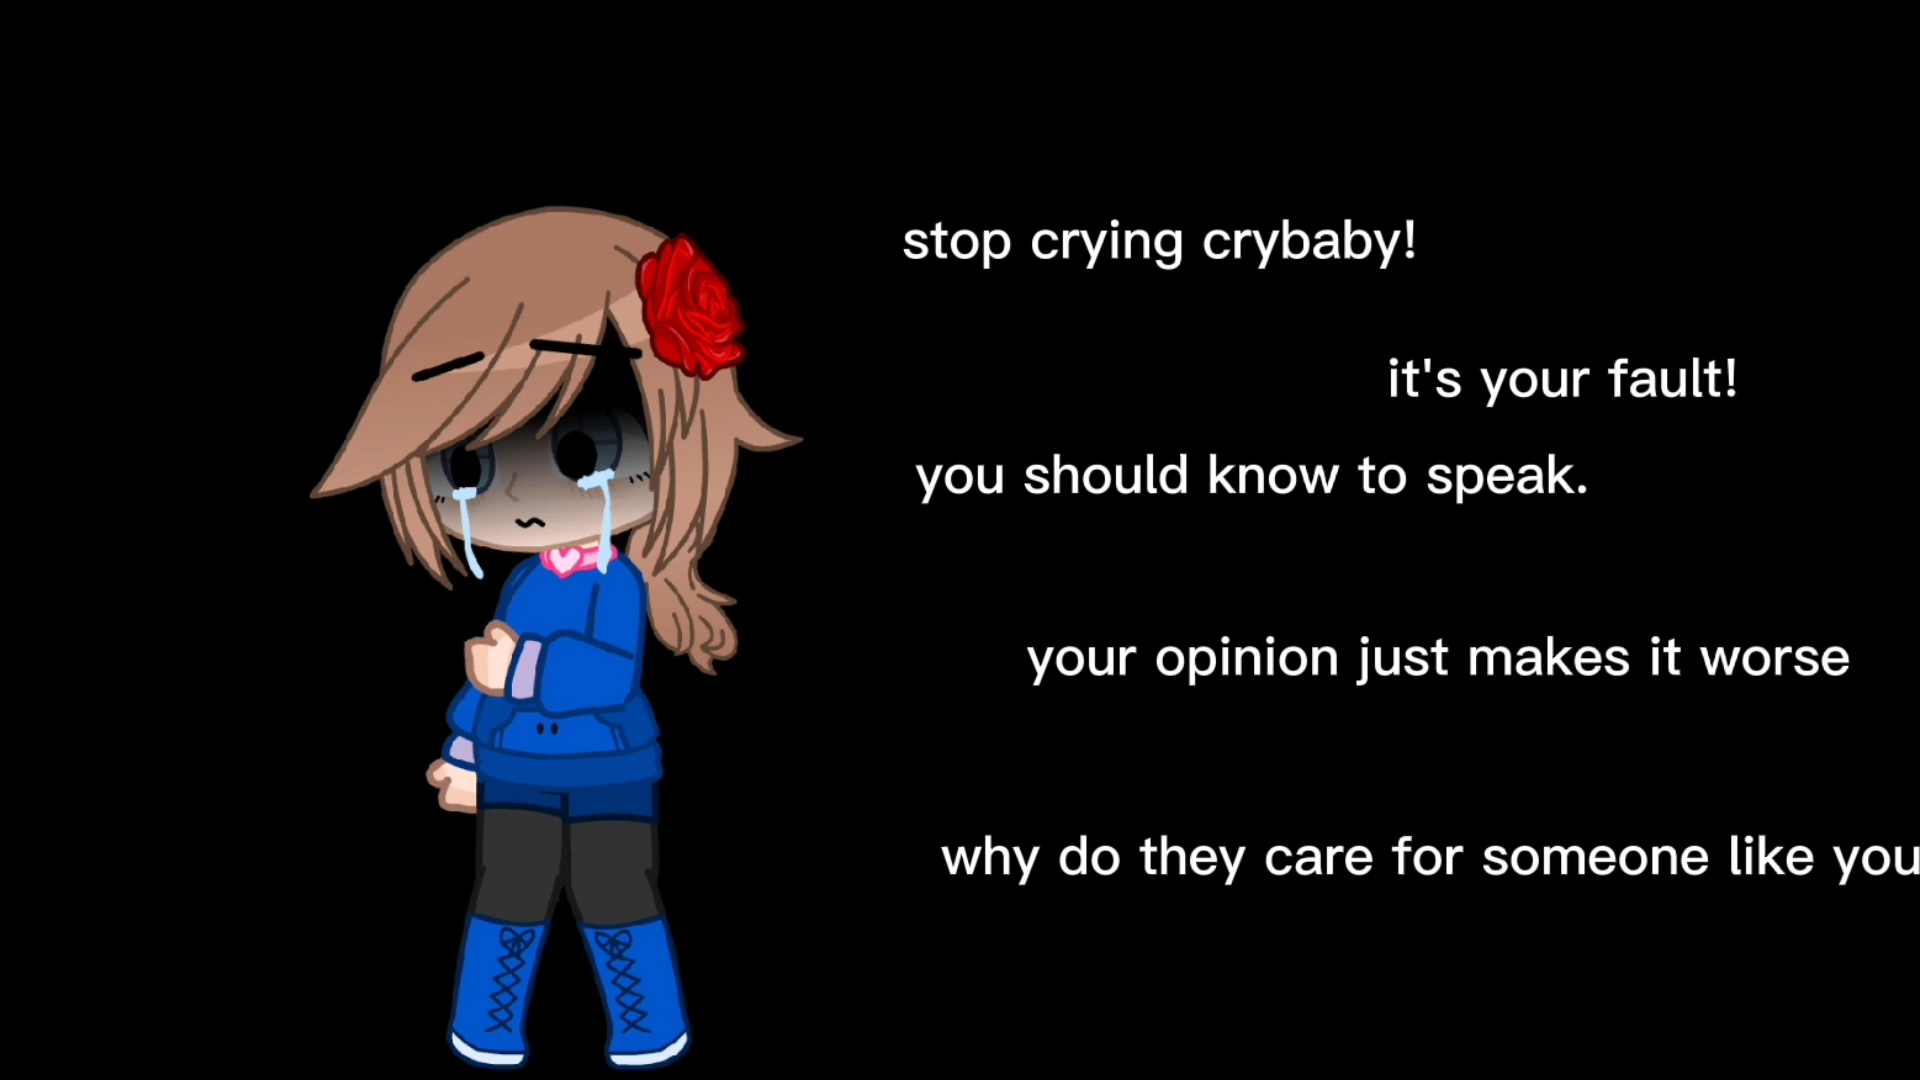 stop crying crybaby!
it's your fault!
you should know to speak.
your opinion just makes it worse
why do they care for someone like you